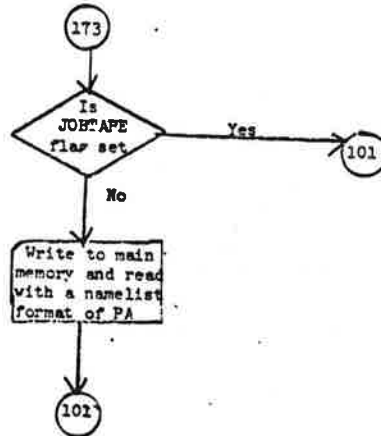 173
Is
JOBTAPE
flag set
Yes
101
No
Write to main
memory and read
with a namelist
format of PA
101